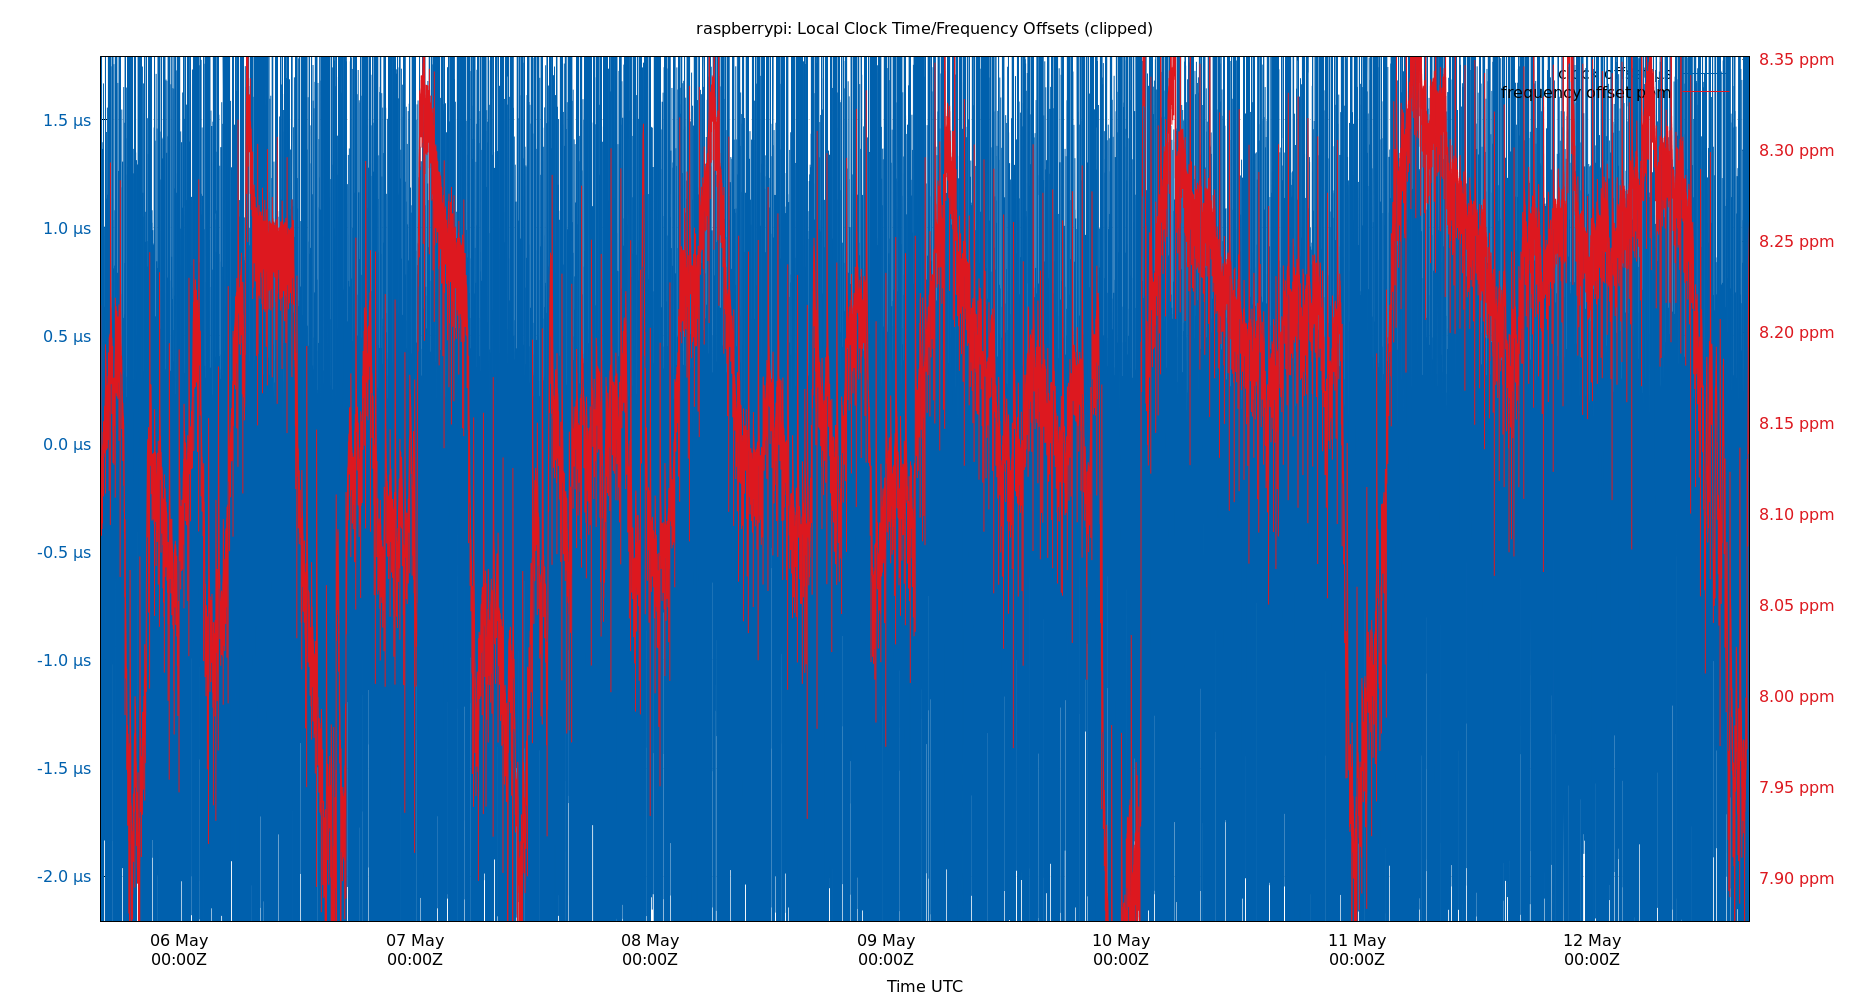 raspberrypi: Local Clock Time/Frequency Offsets (clipped)
clock offset µs
frequency offset ppm
1.5 µs
1.0 µs
0.5 µs
0.0 µs
-0.5 µs
-1.0 µs
-1.5 µs
-2.0 µs
8.35 ppm
8.30 ppm
8.25 ppm
8.20 ppm
8.15 ppm
8.10 ppm
8.05 ppm
8.00 ppm
7.95 ppm
7.90 ppm
06 May 07 May 08 May 09 May 10 May 11 May 12 May
00:00Z 00:00Z 00:00Z 00:00Z 00:00Z 00:00Z 00:00Z
Time UTC